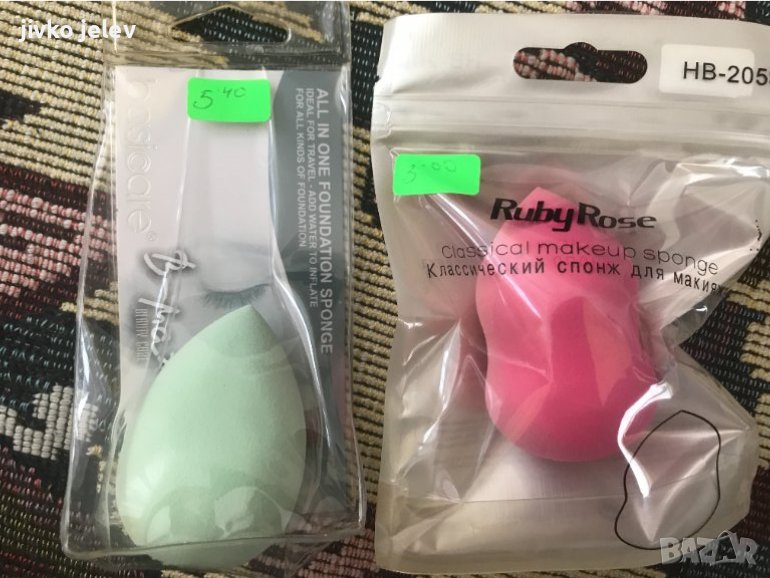 jivko jelev
5.40
basicare®
ALL IN ONE FOUNDATION SPONGE
IDEAL FOR TRAVEL - ADD WATER TO INFLATE
FOR ALL KINDS OF FOUNDATION
HB-205
3.00
RubyRose
Classical makeup sponge
Классический спонж для макия
BAZAR